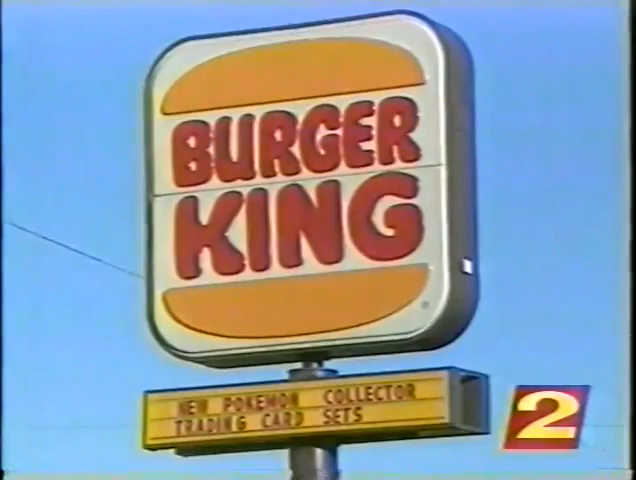 BURGER
KING
NEW POKEMON COLLECTOR
TRADING CARD SETS
2